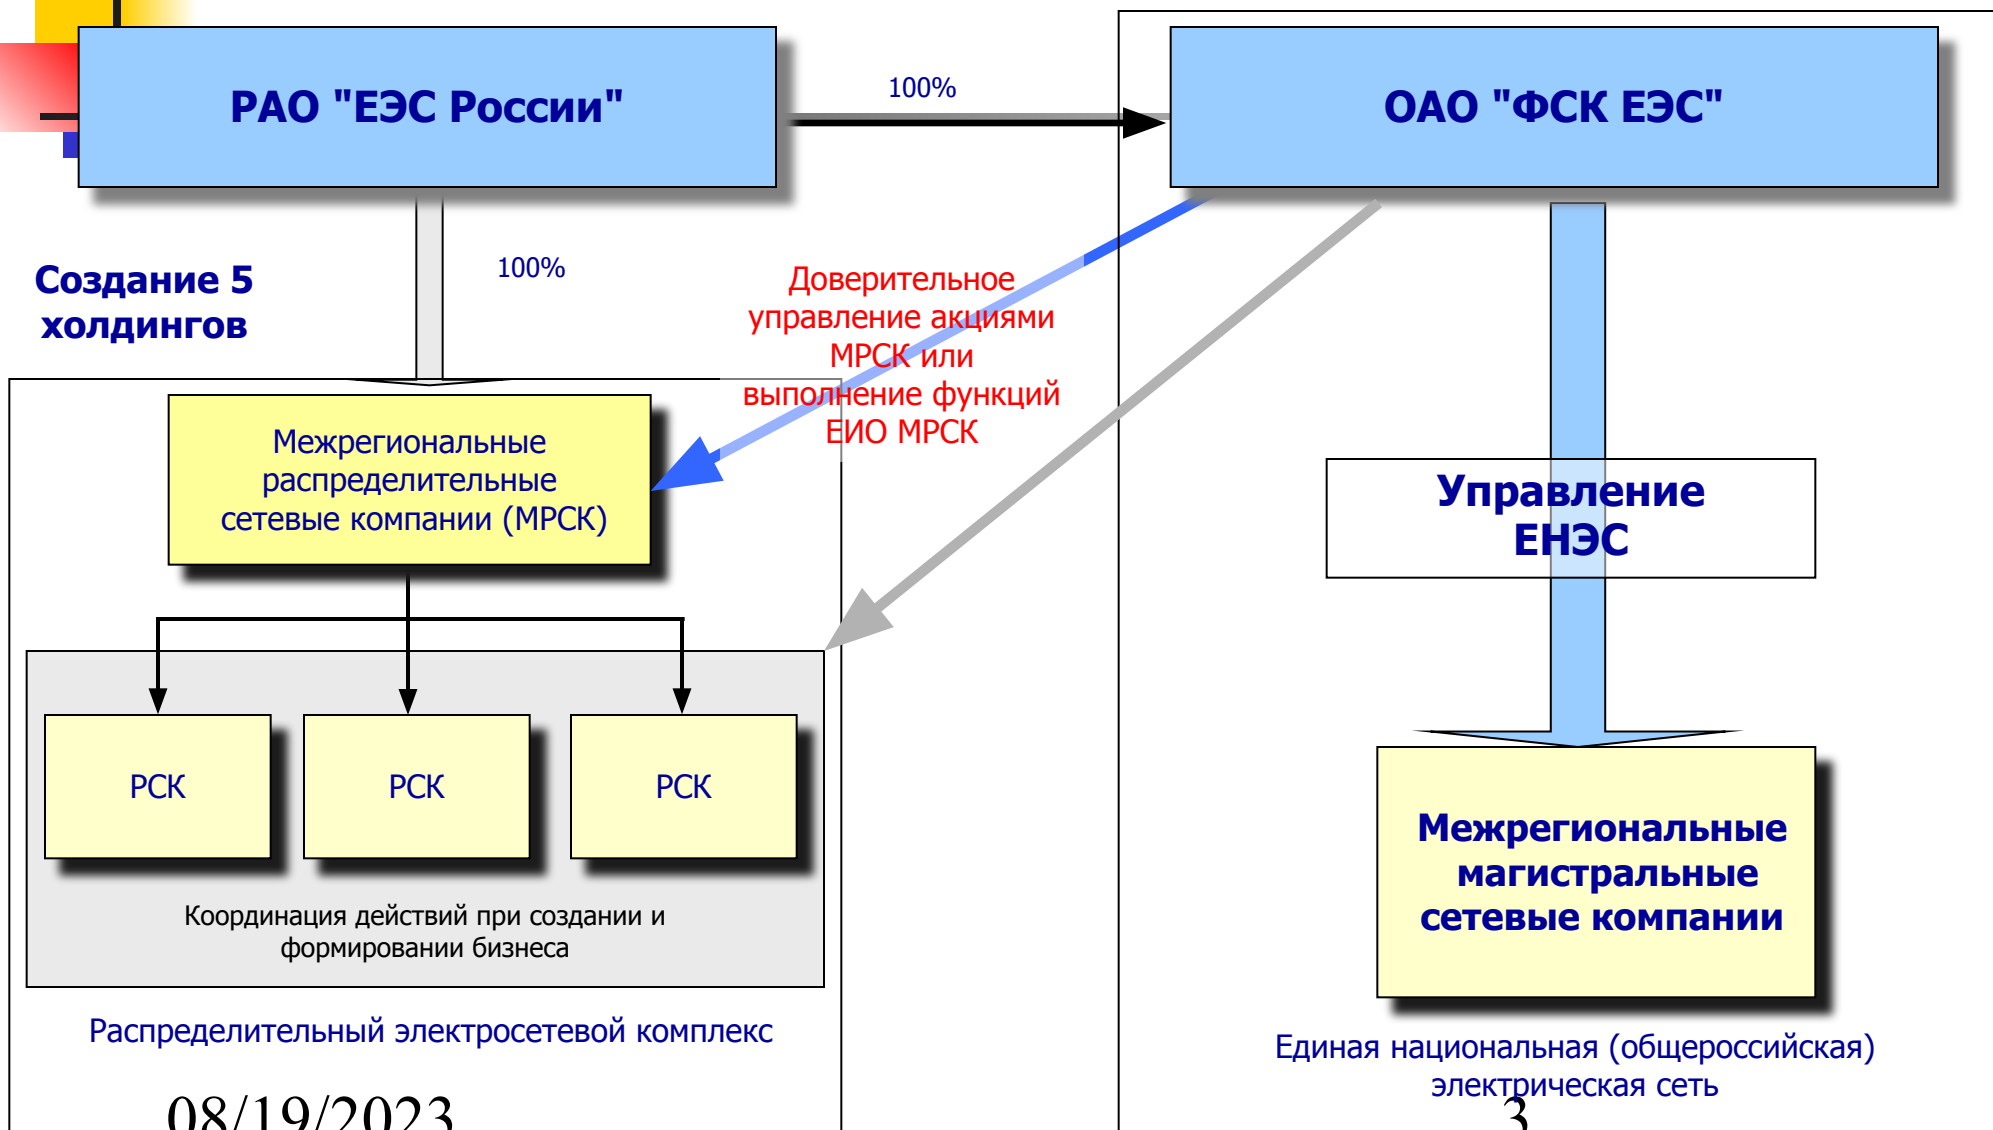 РАО "ЕЭС России"
100%
ОАО "ФСК ЕЭС"
Создание 5
холдингов
100%
Доверительное
управление акциями
МРСК или
выполнение функций
ЕИО МРСК
Межрегиональные
распределительные
сетевые компании (МРСК)
Управление
ЕНЭС
РСК
РСК
РСК
Координация действий при создании и
формировании бизнеса
Межрегиональные
магистральные
сетевые компании
Распределительный электросетевой комплекс
Единая национальная (общероссийская)
электрическая сеть
08/19/2023
3